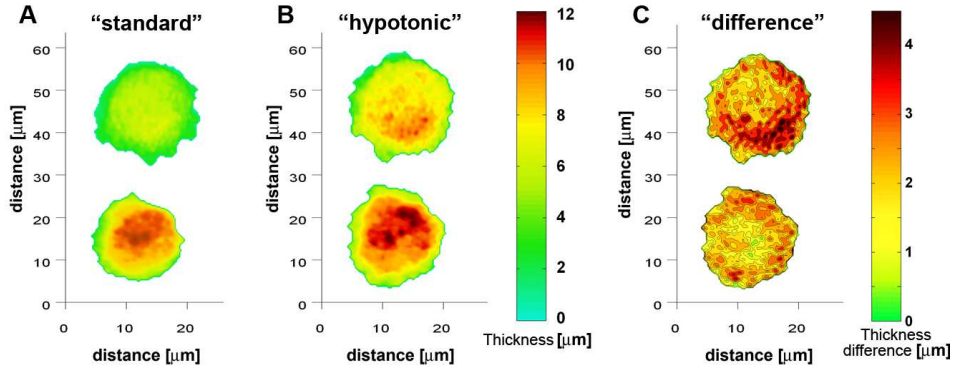 A "standard"
B "hypotonic"
C "difference"
60
50
40
30
20
10
0
distance [µm]
0 10 20
distance [µm]
60
50
40
30
20
10
0
distance [µm]
0 10 20
distance [µm]
12
10
8
6
4
2
0
Thickness [µm]
60
50
40
30
20
10
0
distance [µm]
0 10 20
distance [µm]
4
3
2
1
0
Thickness
difference [µm]